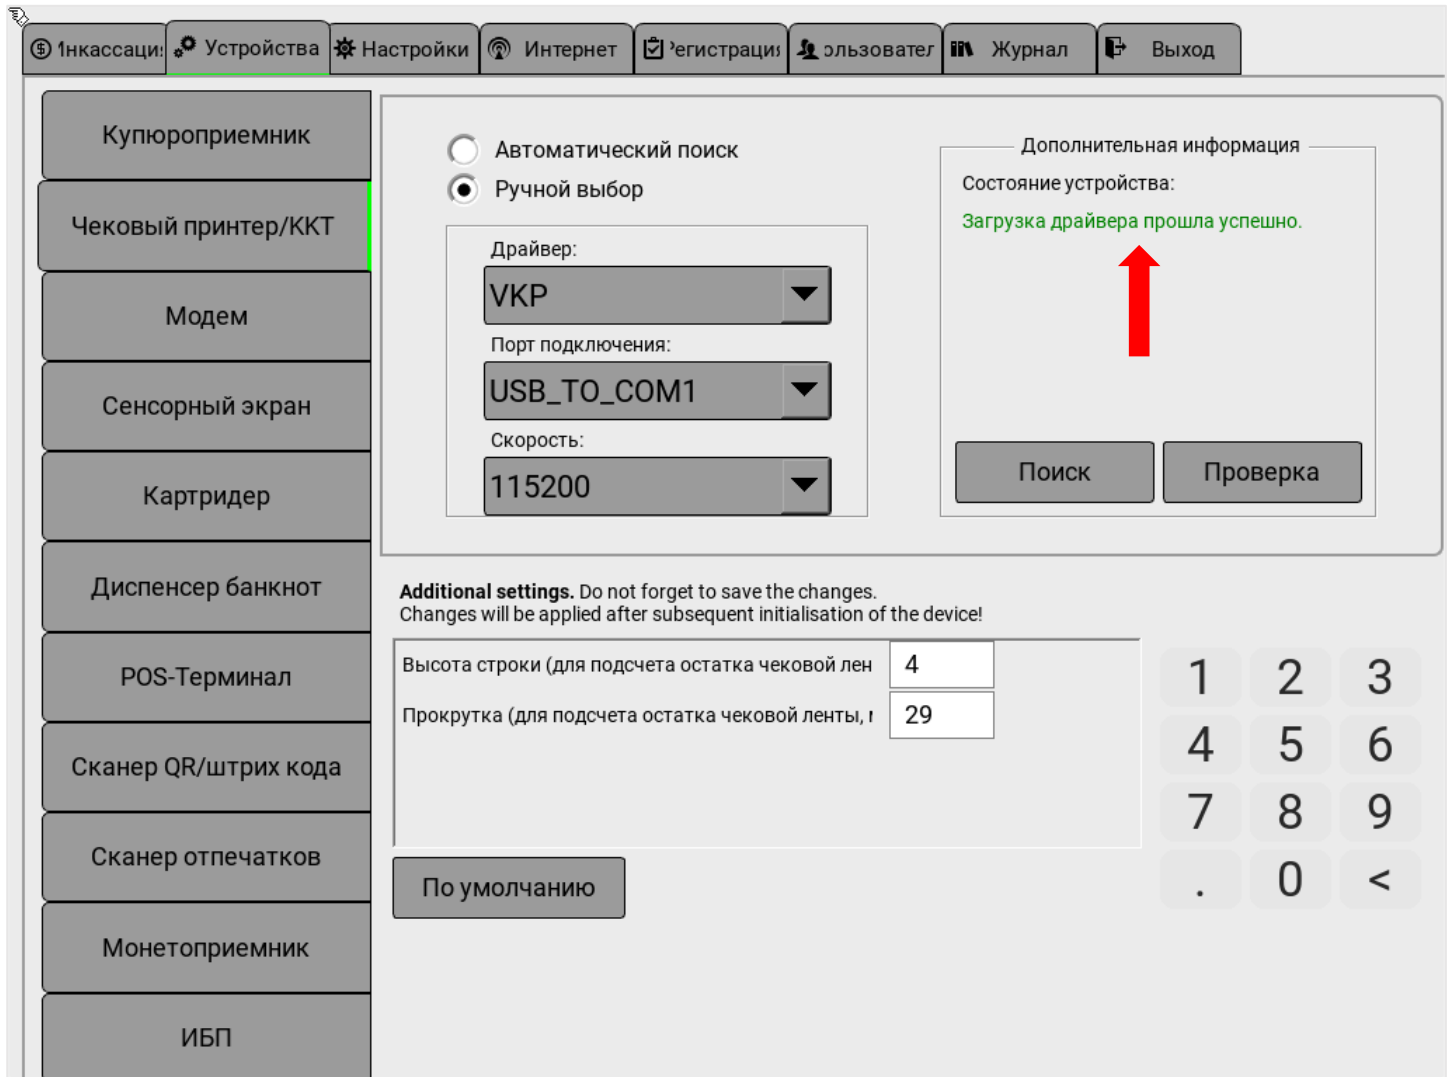 Инкассаци
Устройства
Настройки
Интернет
Регистрация
ользовател
Журнал
Выход
Купюроприемник
Чековый принтер/ККТ
Модем
Сенсорный экран
Картридер
Диспенсер банкнот
POS-Терминал
Сканер QR/штрих кода
Сканер отпечатков
Монетоприемник
ИБП
Автоматический поиск
Ручной выбор
Драйвер:
VKP
Порт подключения:
USB_TO_COM1
Скорость:
115200
Дополнительная информация
Состояние устройства:
Загрузка драйвера прошла успешно.
Поиск
Проверка
Additional settings. Do not forget to save the changes.
Changes will be applied after subsequent initialisation of the device!
Высота строки (для подсчета остатка чековой лен
4
Прокрутка (для подсчета остатка чековой ленты,
29
По умолчанию
1 2 3
4 5 6
7 8 9
. 0 <